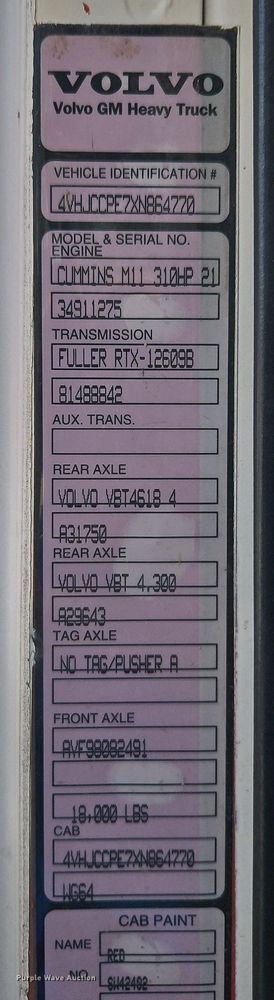 VOLVO
Volvo GM Heavy Truck
VEHICLE IDENTIFICATION #
4VHJCCPE7XN864770
MODEL & SERIAL NO.
ENGINE
CUMMINS M11 310HP 21
34911275
TRANSMISSION
FULLER RTX-12609B
81488842
AUX. TRANS.
REAR AXLE
VOLVO VBT4618 4
A31750
REAR AXLE
VOLVO VBT 4.300
A29643
TAG AXLE
NO TAG/PUSHER A
FRONT AXLE
AVF98082491
18,000 LBS
CAB
4VHJCCPE7XN864770
WG64
CAB PAINT
NAME RED
NO.
Purple Wave Auction